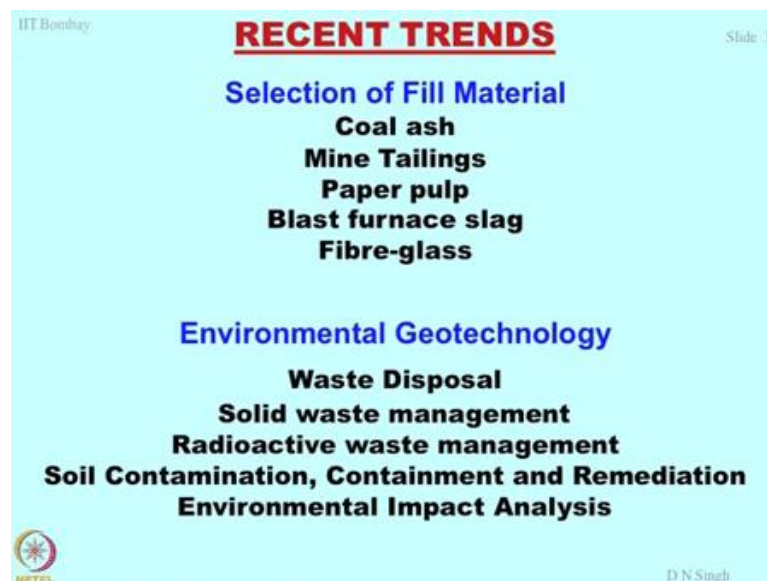 IIT Bombay
RECENT TRENDS
Slide
Selection of Fill Material
Coal ash
Mine Tailings
Paper pulp
Blast furnace slag
Fibre-glass
Environmental Geotechnology
Waste Disposal
Solid waste management
Radioactive waste management
Soil Contamination, Containment and Remediation
Environmental Impact Analysis
NPTEL
D N Singh